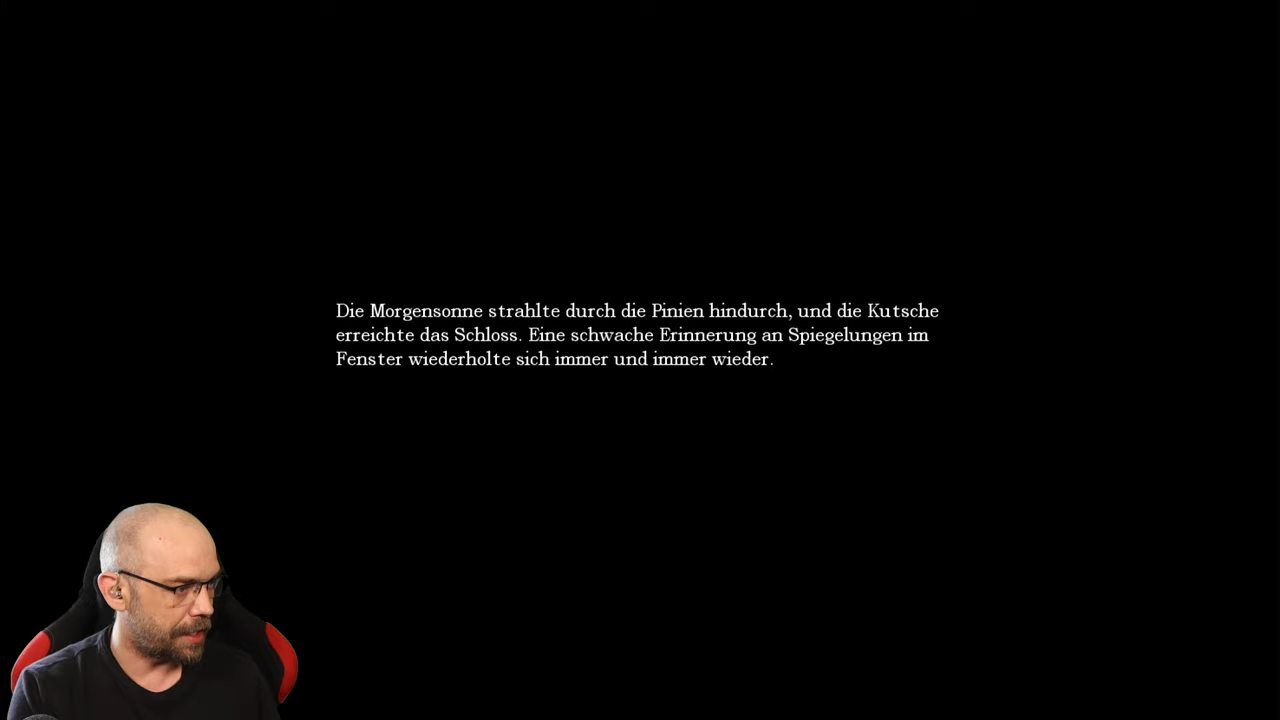 Die Morgensonne strahlte durch die Pinien hindurch, und die Kutsche
erreichte das Schloss. Eine schwache Erinnerung an Spiegelungen im
Fenster wiederholte sich immer und immer wieder.